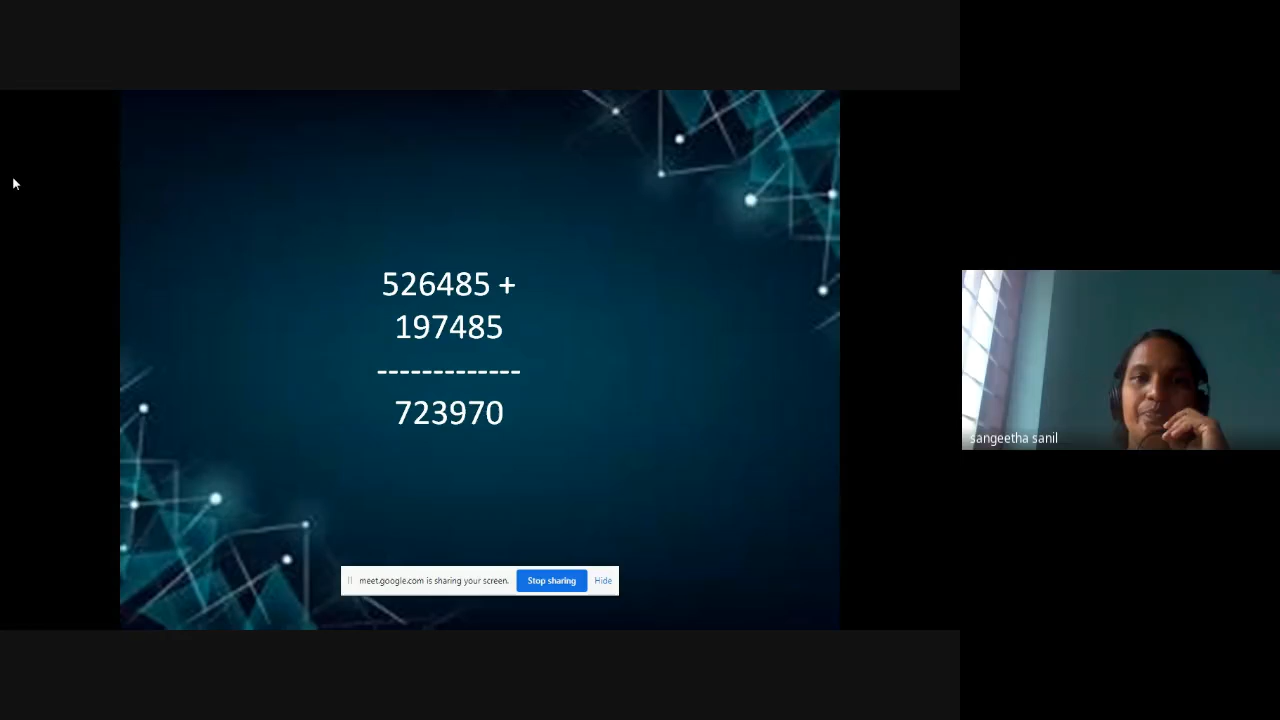 526485 +
197485
-------------
723970
meet.google.com is sharing your screen. Stop sharing Hide
sangeetha sanil